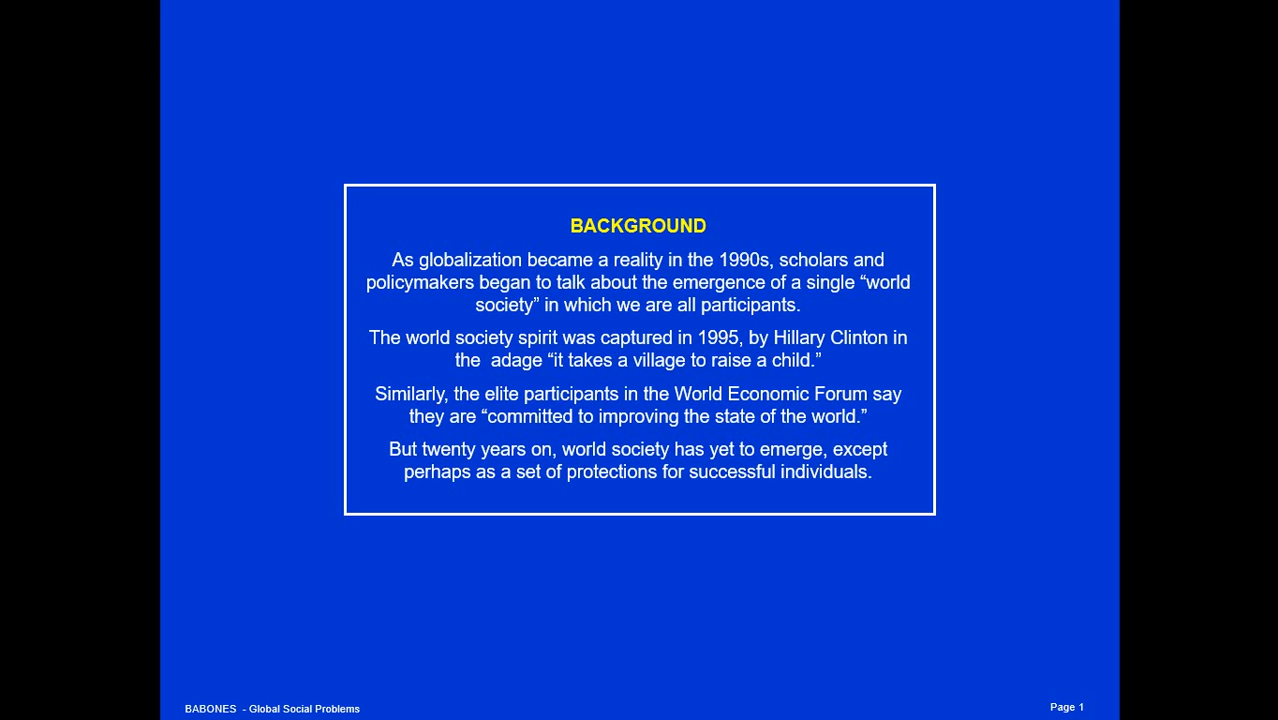 BACKGROUND
As globalization became a reality in the 1990s, scholars and
policymakers began to talk about the emergence of a single “world
society” in which we are all participants.
The world society spirit was captured in 1995, by Hillary Clinton in
the  adage “it takes a village to raise a child.”
Similarly, the elite participants in the World Economic Forum say
they are “committed to improving the state of the world.”
But twenty years on, world society has yet to emerge, except
perhaps as a set of protections for successful individuals.
BABONES  - Global Social Problems
Page 1